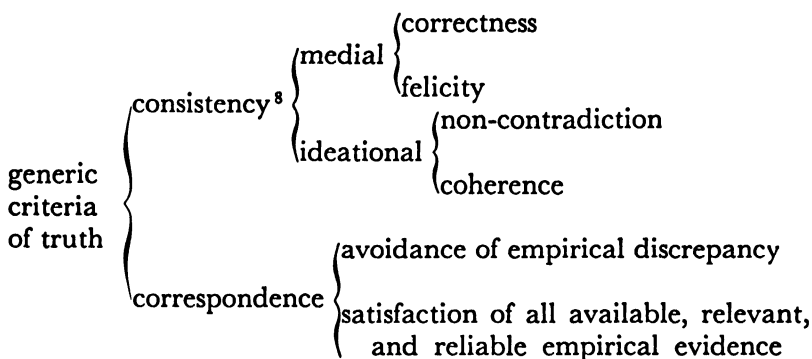 correctness
medial
felicity
consistency⁸
non-contradiction
ideational
coherence
generic
criteria
of truth
avoidance of empirical discrepancy
correspondence
satisfaction of all available, relevant,
and reliable empirical evidence